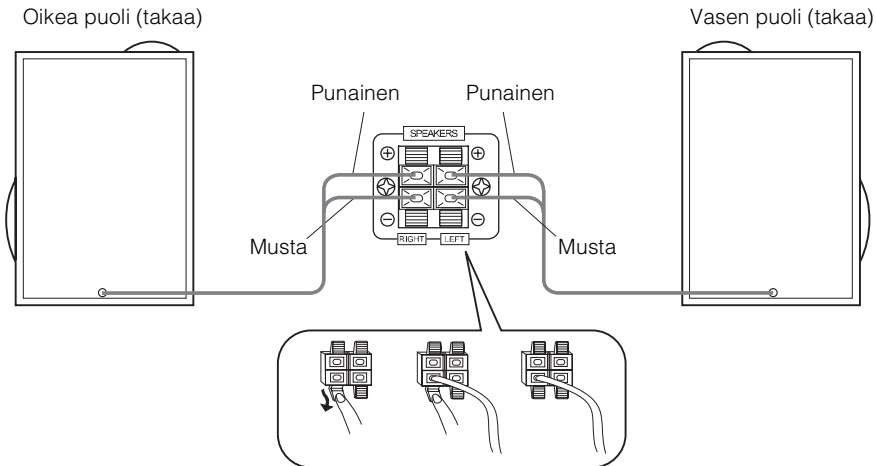 Oikea puoli (takaa)
Vasen puoli (takaa)
Punainen
Punainen
SPEAKERS
Musta
RIGHT
LEFT
Musta